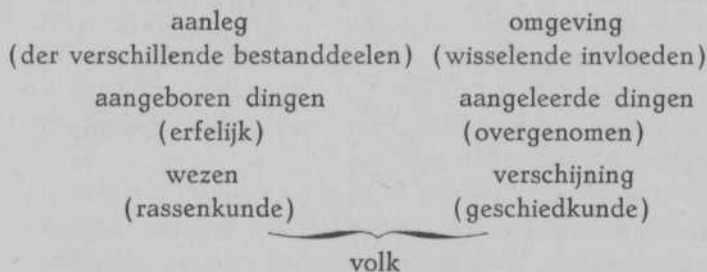 aanleg omgeving
(der verschillende bestanddeelen) (wisselende invloeden)
aangeboren dingen aangeleerde dingen
(erfelijk) (overgenomen)
wezen verschijning
(rassenkunde) (geschiedkunde)
volk